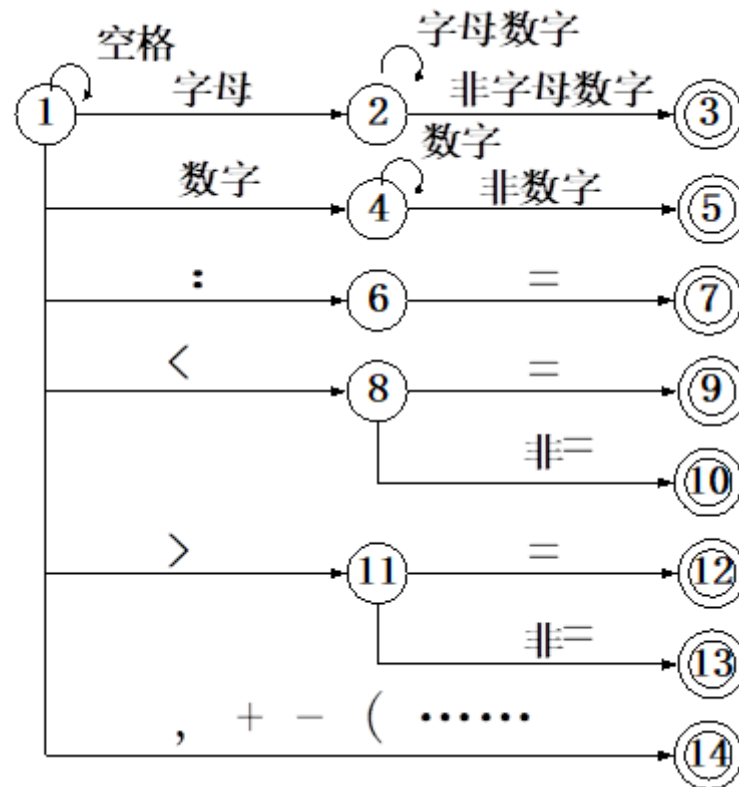 空格 字母数字
字母 非字母数字
1 2 3
数字
数字 非数字
4 5
: =
6 7
< =
8 9
非=
10
> =
11 12
非=
13
, + - ( ……
14